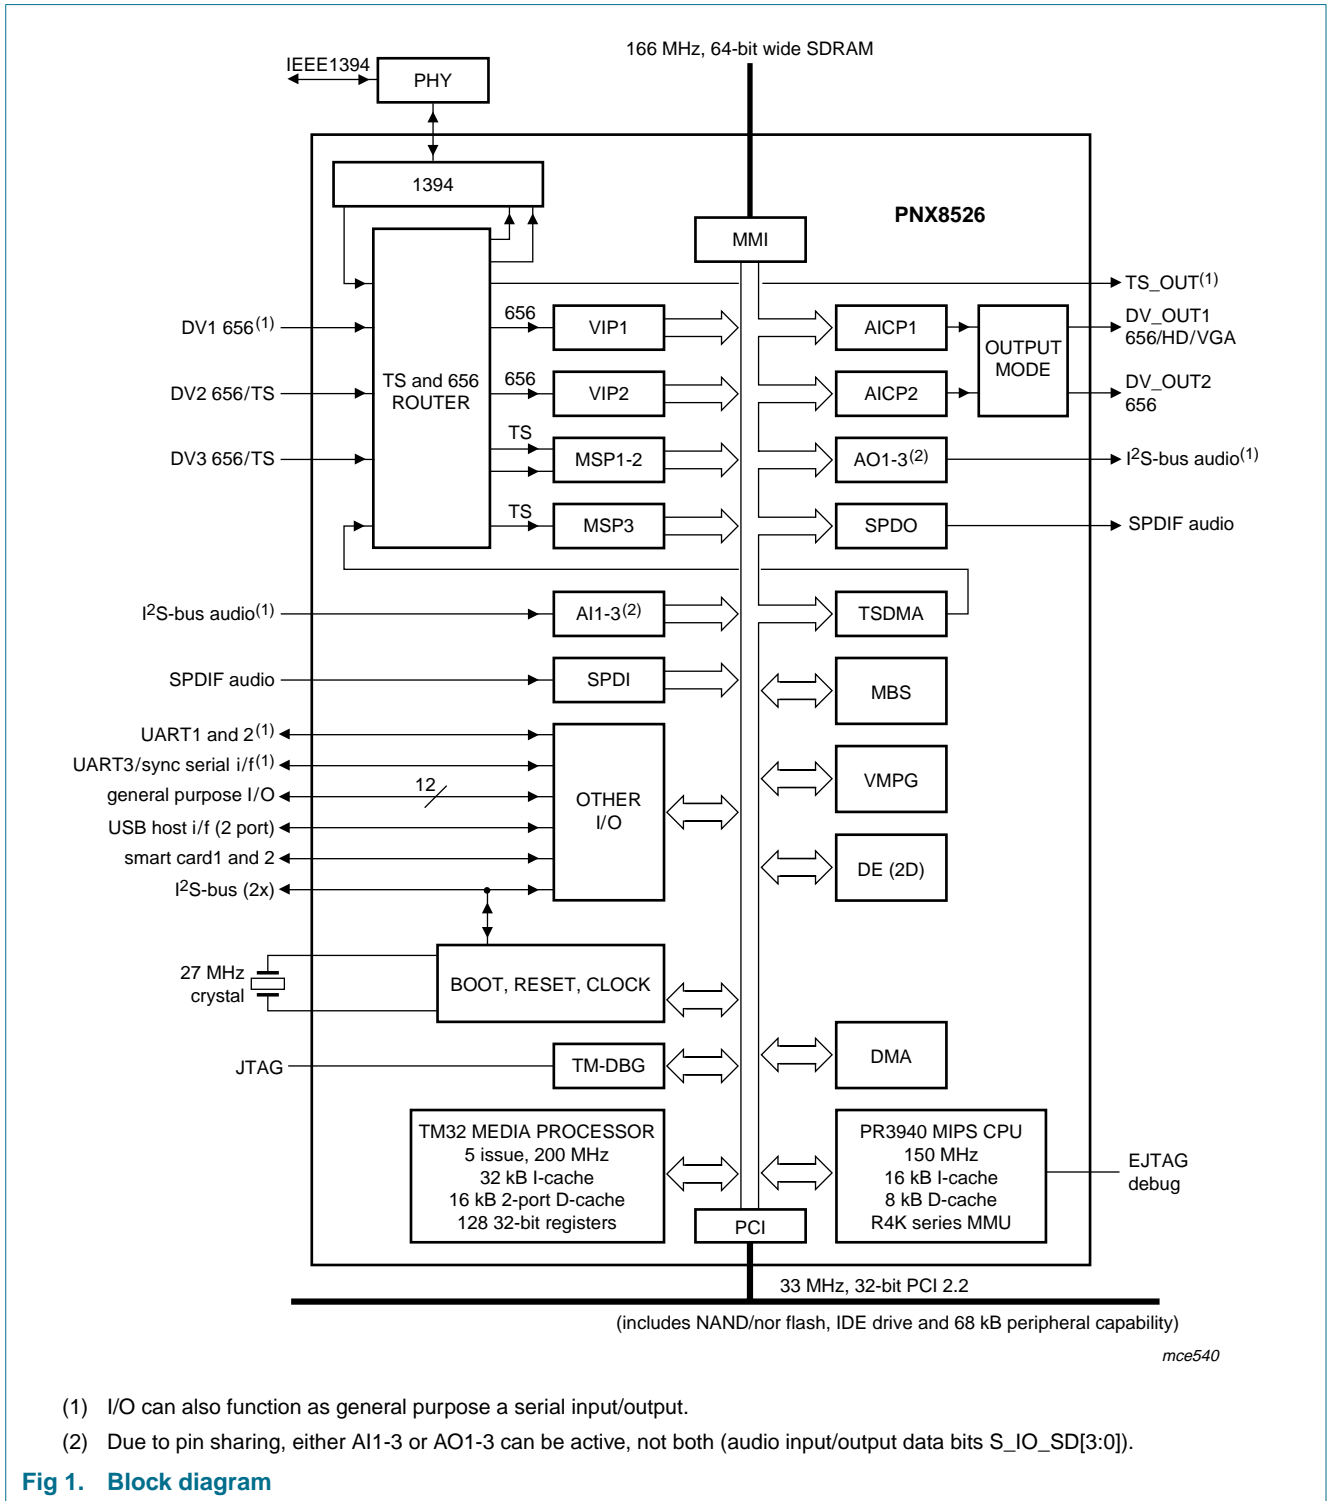 166 MHz, 64-bit wide SDRAM
IEEE1394
PHY
1394
PNX8526
MMI
TS_OUT(1)
DV1 656(1)
656
VIP1
AICP1
DV_OUT1
656/HD/VGA
OUTPUT
MODE
TS and 656
ROUTER
DV2 656/TS
656
VIP2
AICP2
DV_OUT2
656
DV3 656/TS
TS
MSP1-2
AO1-3(2)
I2S-bus audio(1)
TS
MSP3
SPDO
SPDIF audio
I2S-bus audio(1)
AI1-3(2)
TSDMA
SPDIF audio
SPDI
MBS
UART1 and 2(1)
UART3/sync serial i/f(1)
general purpose I/O
12
USB host i/f (2 port)
smart card1 and 2
I2S-bus (2x)
OTHER
I/O
VMPG
DE (2D)
27 MHz
crystal
BOOT, RESET, CLOCK
JTAG
TM-DBG
DMA
TM32 MEDIA PROCESSOR
5 issue, 200 MHz
32 kB I-cache
16 kB 2-port D-cache
128 32-bit registers
PR3940 MIPS CPU
150 MHz
16 kB I-cache
8 kB D-cache
R4K series MMU
EJTAG
debug
PCI
33 MHz, 32-bit PCI 2.2
(includes NAND/nor flash, IDE drive and 68 kB peripheral capability)
mce540
(1) I/O can also function as general purpose a serial input/output.
(2) Due to pin sharing, either AI1-3 or AO1-3 can be active, not both (audio input/output data bits S_IO_SD[3:0]).
Fig 1. Block diagram